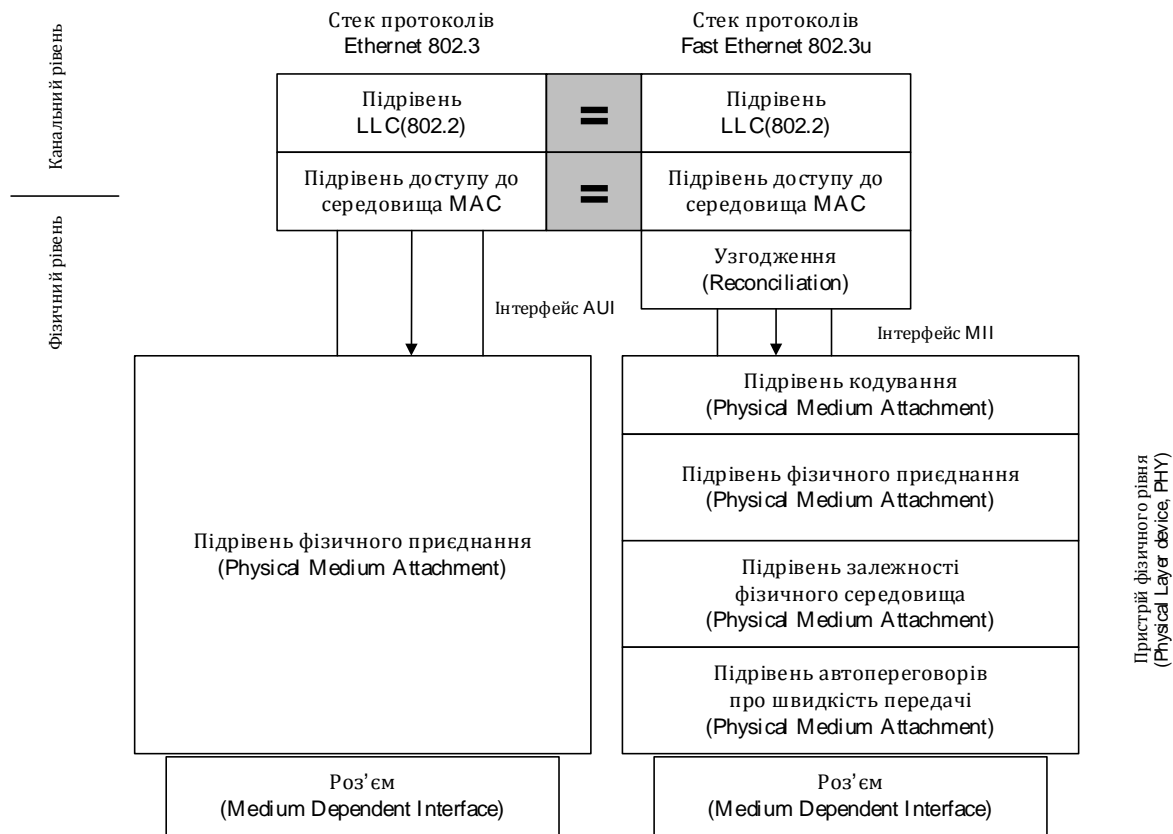 Стек протоколів
Ethernet 802.3
Стек протоколів
Fast Ethernet 802.3u
Канальний рівень
Фізичний рівень
Підрівень
LLC(802.2)
=
Підрівень
LLC(802.2)
Підрівень доступу до
середовища MAC
=
Підрівень доступу до
середовища MAC
Узгодження
(Reconciliation)
Інтерфейс AUI
Інтерфейс MII
Підрівень фізичного приєднання
(Physical Medium Attachment)
Підрівень кодування
(Physical Medium Attachment)
Підрівень фізичного приєднання
(Physical Medium Attachment)
Підрівень залежності
фізичного середовища
(Physical Medium Attachment)
Підрівень автопереговорів
про швидкість передачі
(Physical Medium Attachment)
Пристрій фізичного рівня
(Physical Layer device, PHY)
Роз’єм
(Medium Dependent Interface)
Роз’єм
(Medium Dependent Interface)